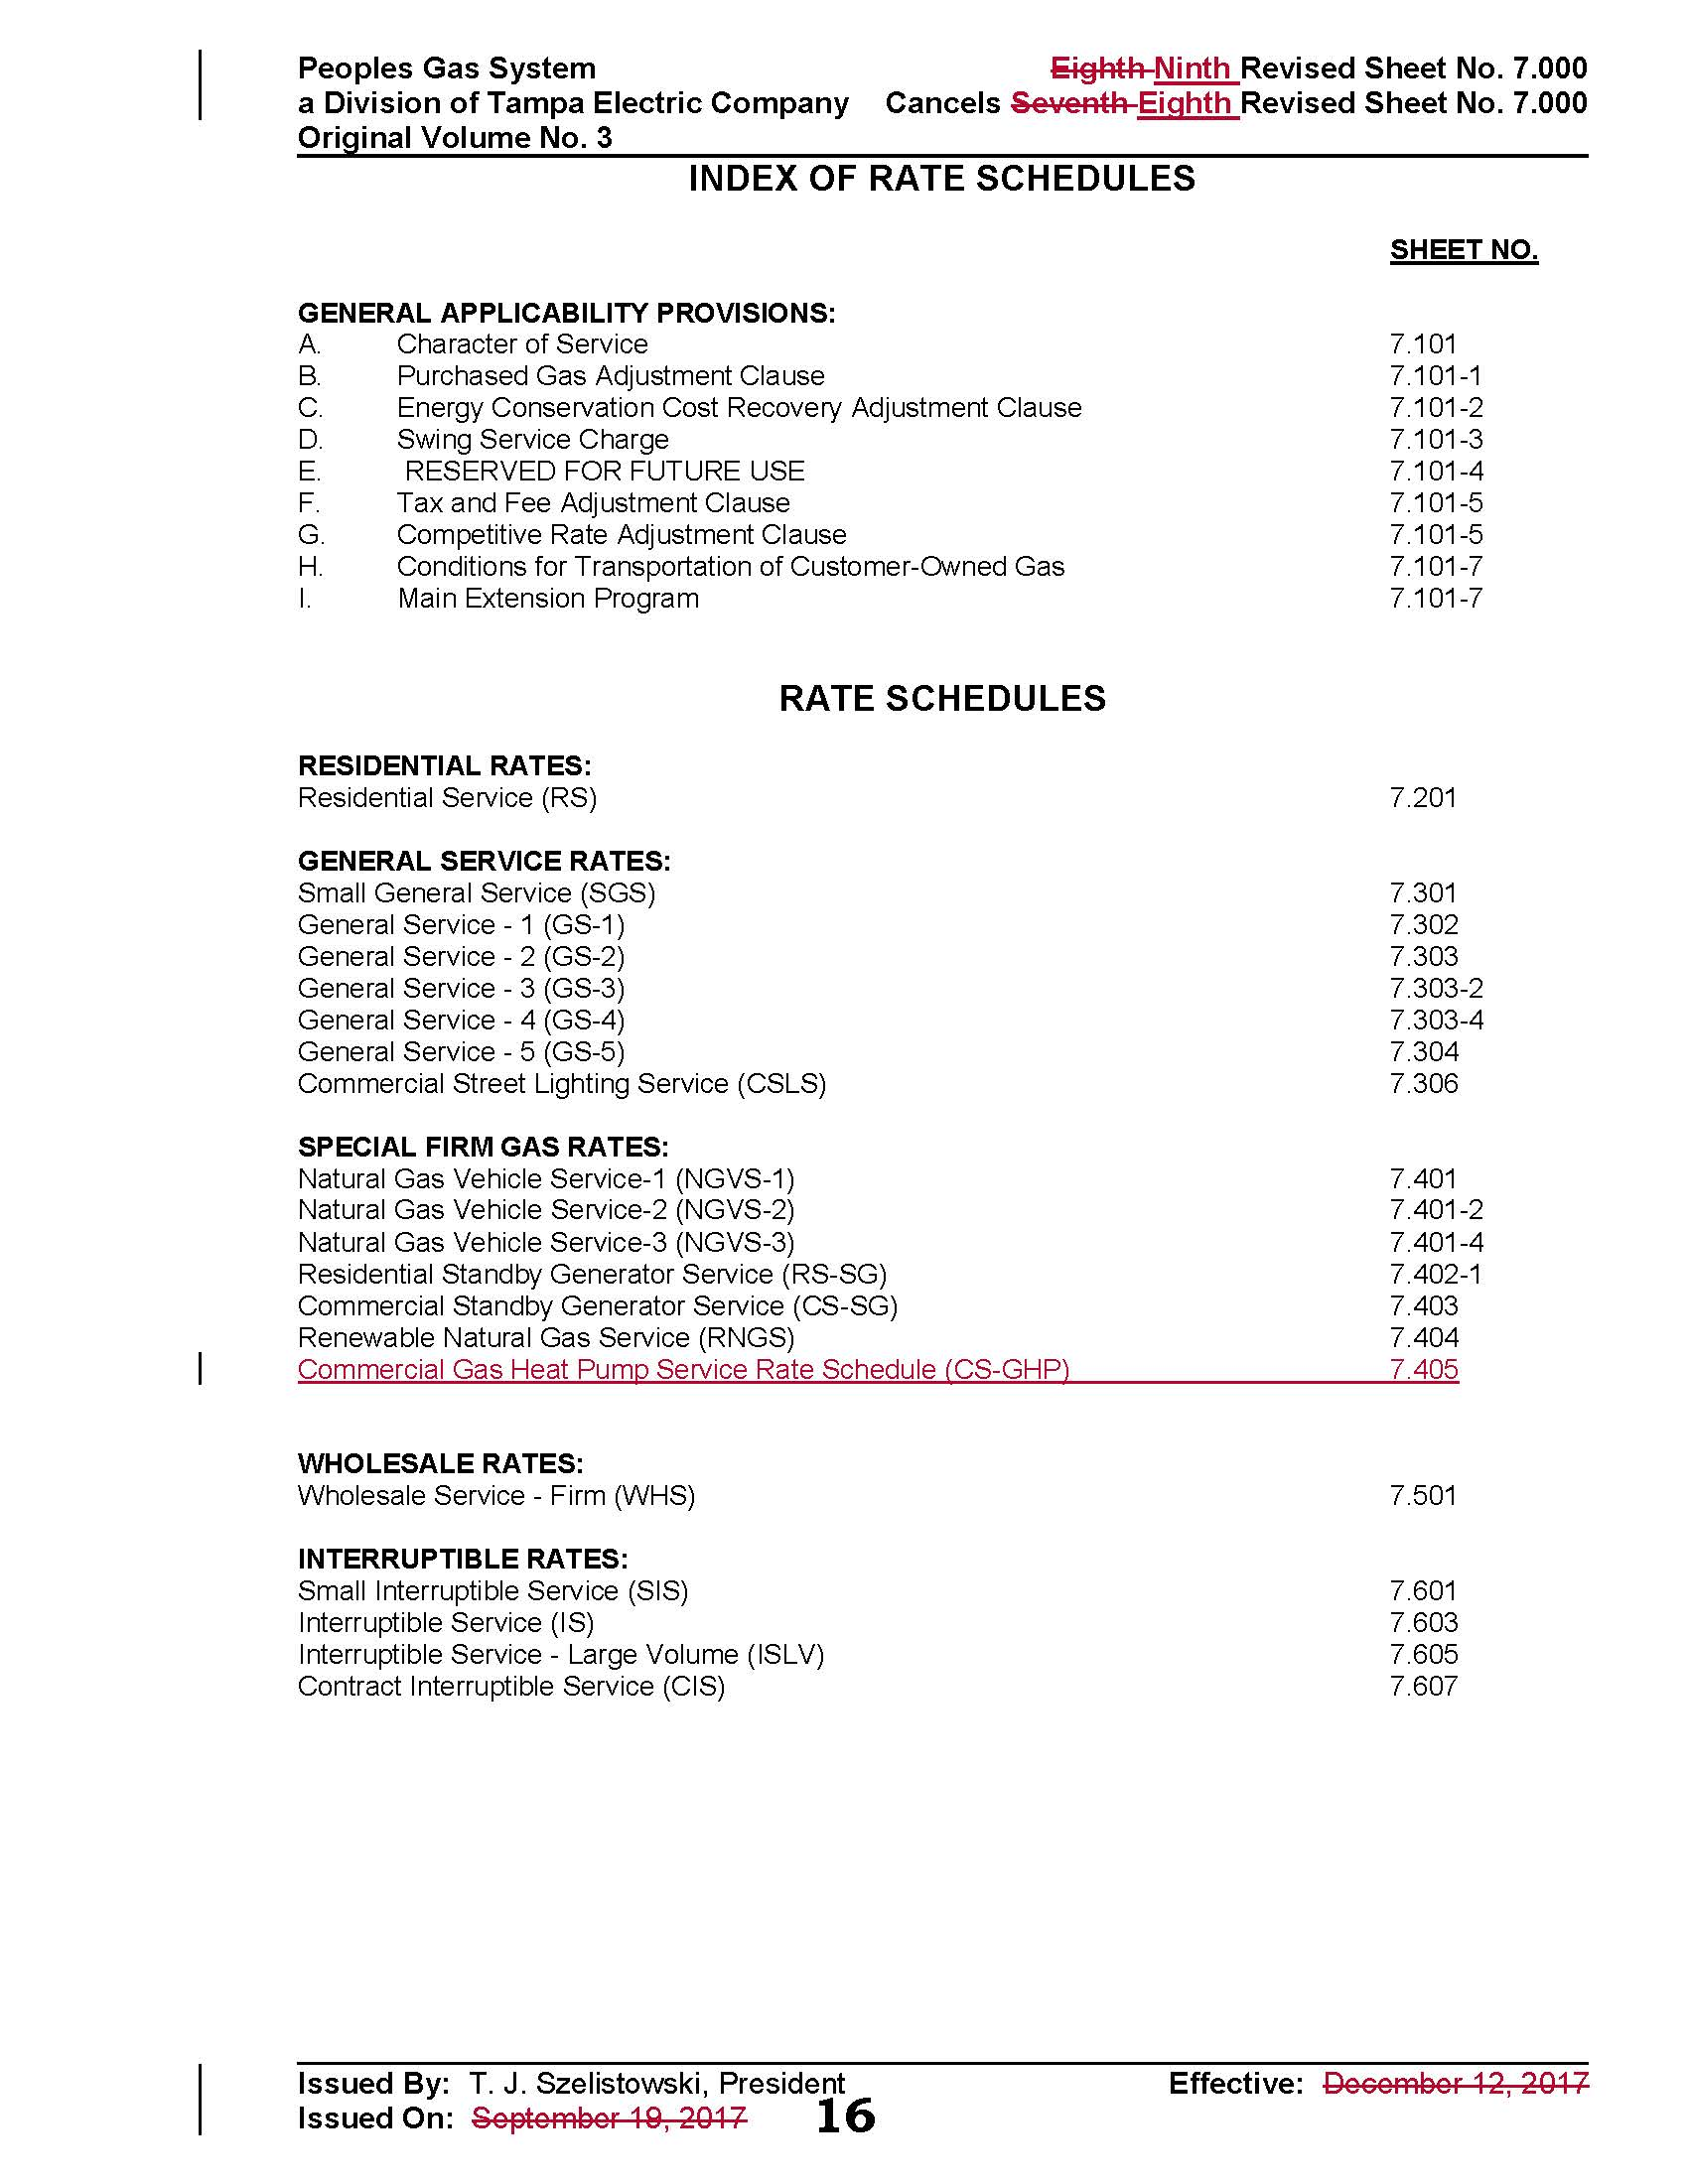 Peoples Gas System Eighth Ninth Revised Sheet No. 7.000
a Division of Tampa Electric Company Cancels Seventh Eighth Revised Sheet No. 7.000
Original Volume No. 3
INDEX OF RATE SCHEDULES
SHEET NO.
GENERAL APPLICABILITY PROVISIONS:
A. Character of Service 7.101
B. Purchased Gas Adjustment Clause 7.101-1
C. Energy Conservation Cost Recovery Adjustment Clause 7.101-2
D. Swing Service Charge 7.101-3
E. RESERVED FOR FUTURE USE 7.101-4
F. Tax and Fee Adjustment Clause 7.101-5
G. Competitive Rate Adjustment Clause 7.101-5
H. Conditions for Transportation of Customer-Owned Gas 7.101-7
I. Main Extension Program 7.101-7
RATE SCHEDULES
RESIDENTIAL RATES:
Residential Service (RS) 7.201
GENERAL SERVICE RATES:
Small General Service (SGS) 7.301
General Service - 1 (GS-1) 7.302
General Service - 2 (GS-2) 7.303
General Service - 3 (GS-3) 7.303-2
General Service - 4 (GS-4) 7.303-4
General Service - 5 (GS-5) 7.304
Commercial Street Lighting Service (CSLS) 7.306
SPECIAL FIRM GAS RATES:
Natural Gas Vehicle Service-1 (NGVS-1) 7.401
Natural Gas Vehicle Service-2 (NGVS-2) 7.401-2
Natural Gas Vehicle Service-3 (NGVS-3) 7.401-4
Residential Standby Generator Service (RS-SG) 7.402-1
Commercial Standby Generator Service (CS-SG) 7.403
Renewable Natural Gas Service (RNGS) 7.404
Commercial Gas Heat Pump Service Rate Schedule (CS-GHP) 7.405
WHOLESALE RATES:
Wholesale Service - Firm (WHS) 7.501
INTERRUPTIBLE RATES:
Small Interruptible Service (SIS) 7.601
Interruptible Service (IS) 7.603
Interruptible Service - Large Volume (ISLV) 7.605
Contract Interruptible Service (CIS) 7.607
Issued By: T. J. Szelistowski, President Effective: December 12, 2017
Issued On: September 19, 2017
16